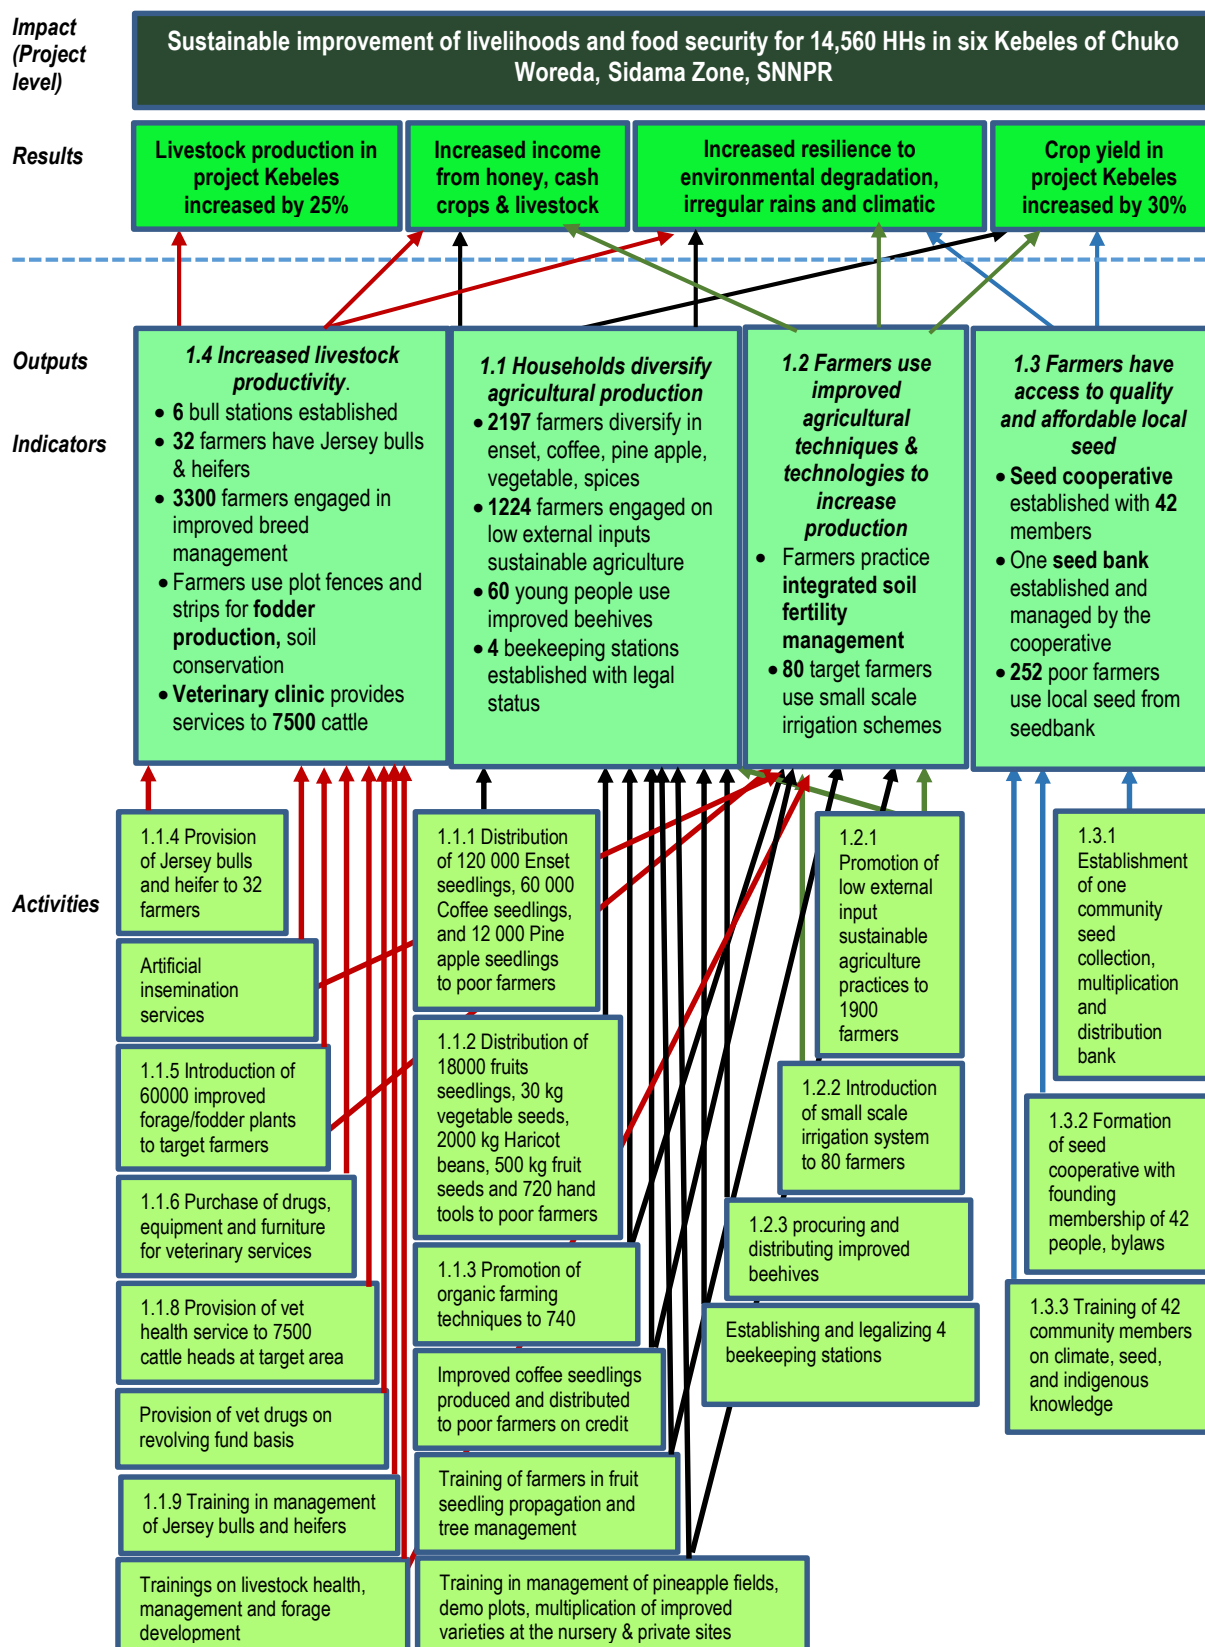 Impact
(Project
level)
Sustainable improvement of livelihoods and food security for 14,560 HHs in six Kebeles of Chuko
Woreda, Sidama Zone, SNNPR
Results
Livestock production in
project Kebeles
increased by 25%
Increased income
from honey, cash
crops & livestock
Increased resilience to
environmental degradation,
irregular rains and climatic
Crop yield in
project Kebeles
increased by 30%
Outputs
Indicators
1.4 Increased livestock
productivity.
• 6 bull stations established
• 32 farmers have Jersey bulls
& heifers
• 3300 farmers engaged in
improved breed
management
• Farmers use plot fences and
strips for fodder
production, soil
conservation
• Veterinary clinic provides
services to 7500 cattle
1.1 Households diversify
agricultural production
• 2197 farmers diversify in
enset, coffee, pine apple,
vegetable, spices
• 1224 farmers engaged on
low external inputs
sustainable agriculture
• 60 young people use
improved beehives
• 4 beekeeping stations
established with legal
status
1.2 Farmers use
improved
agricultural
techniques &
technologies to
increase
production
• Farmers practice
integrated soil
fertility
management
• 80 target farmers
use small scale
irrigation schemes
1.3 Farmers have
access to quality
and affordable local
seed
• Seed cooperative
established with 42
members
• One seed bank
established and
managed by the
cooperative
• 252 poor farmers
use local seed from
seedbank
Activities
1.1.4 Provision
of Jersey bulls
and heifer to 32
farmers
Artificial
insemination
services
1.1.5 Introduction of
60000 improved
forage/fodder plants
to target farmers
1.1.6 Purchase of drugs,
equipment and furniture
for veterinary services
1.1.8 Provision of vet
health service to 7500
cattle heads at target area
Provision of vet drugs on
revolving fund basis
1.1.9 Training in management
of Jersey bulls and heifers
Trainings on livestock health,
management and forage
development
1.1.1 Distribution
of 120 000 Enset
seedlings, 60 000
Coffee seedlings,
and 12 000 Pine
apple seedlings
to poor farmers
1.1.2 Distribution of
18000 fruits
seedlings, 30 kg
vegetable seeds,
2000 kg Haricot
beans, 500 kg fruit
seeds and 720 hand
tools to poor farmers
1.1.3 Promotion of
organic farming
techniques to 740
Improved coffee seedlings
produced and distributed
to poor farmers on credit
Training of farmers in fruit
seedling propagation and
tree management
Training in management of pineapple fields,
demo plots, multiplication of improved
varieties at the nursery & private sites
1.2.1
Promotion of
low external
input
sustainable
agriculture
practices to
1900
farmers
1.2.2 Introduction
of small scale
irrigation system
to 80 farmers
1.2.3 procuring and
distributing improved
beehives
Establishing and legalizing 4
beekeeping stations
1.3.1
Establishment
of one
community
seed
collection,
multiplication
and
distribution
bank
1.3.2 Formation
of seed
cooperative with
founding
membership of 42
people, bylaws
1.3.3 Training of 42
community members
on climate, seed,
and indigenous
knowledge